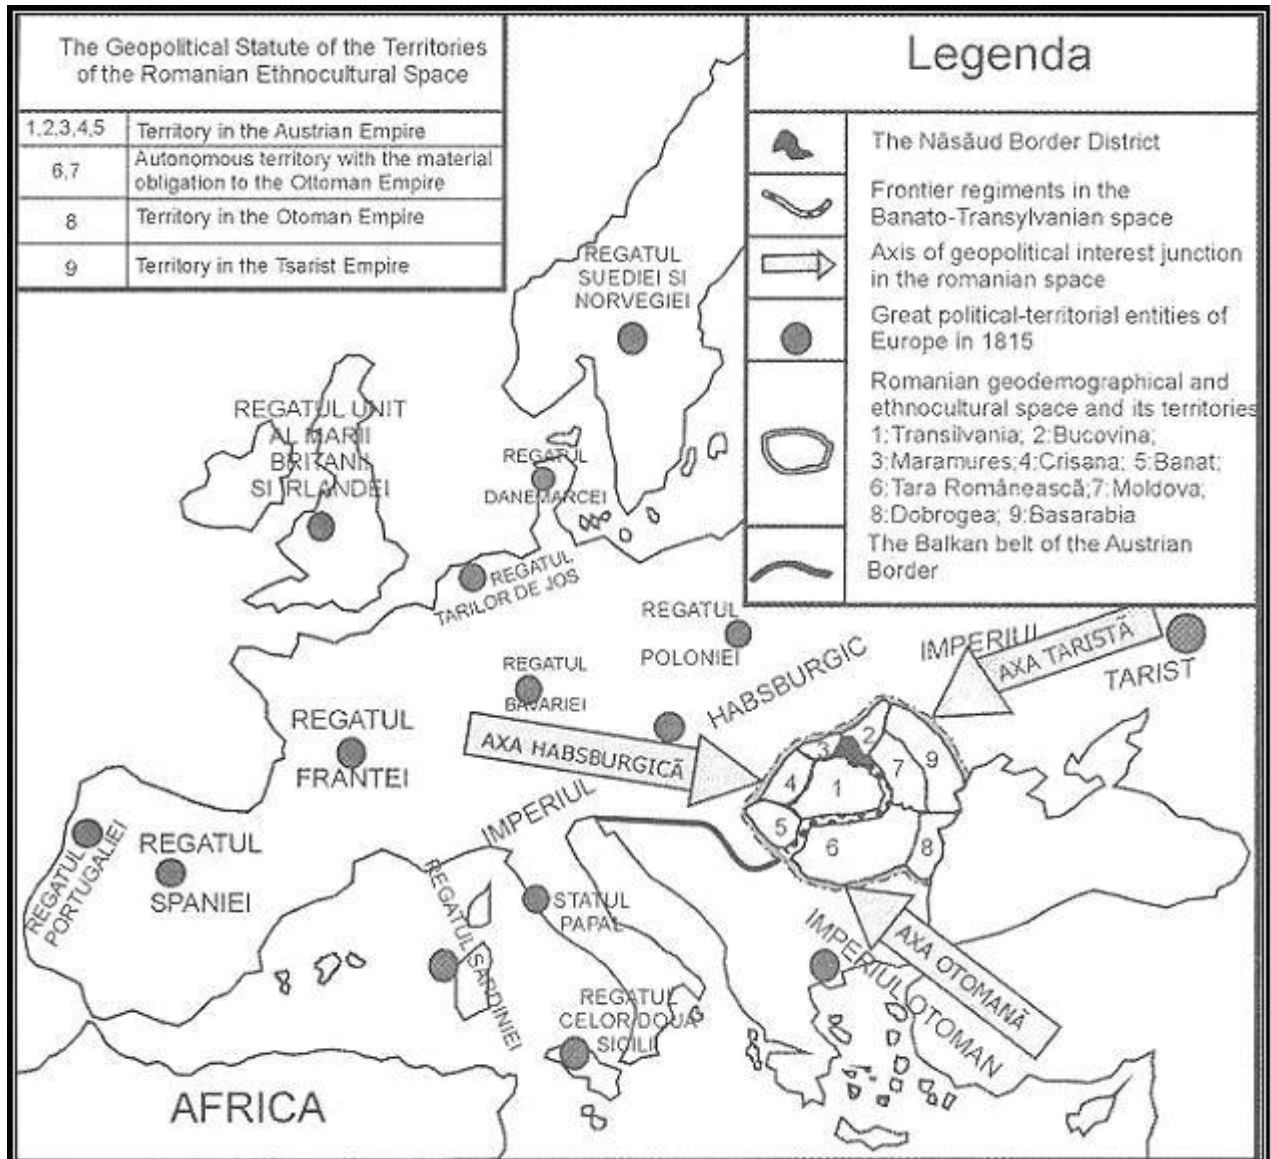 The Geopolitical Statute of the Territories
of the Romanian Ethnocultural Space
1,2,3,4,5
Territory in the Austrian Empire
6,7
Autonomous territory with the material
obligation to the Ottoman Empire
8
Territory in the Otoman Empire
9
Territory in the Tsarist Empire
Legenda
The Năsăud Border District
Frontier regiments in the
Banato-Transylvanian space
Axis of geopolitical interest junction
in the romanian space
Great political-territorial entities of
Europe in 1815
Romanian geodemographical and
ethnocultural space and its territories
1:Transilvania; 2:Bucovina;
3:Maramures;4:Crisana; 5:Banat;
6:Tara Românească;7:Moldova;
8:Dobrogea; 9:Basarabia
The Balkan belt of the Austrian
Border
REGATUL
SUEDIEI SI
NORVEGIEI
REGATUL UNIT
AL MARII
BRITANII
SI IRLANDEI
REGATUL
DANEMARCEI
REGATUL
TARILOR DE JOS
REGATUL
POLONIEI
REGATUL
BAVARIEI
IMPERIUL
TARIST
AXA TARISTĂ
IMPERIUL
HABSBURGIC
AXA HABSBURGICĂ
REGATUL
FRANTEI
REGATUL
PORTUGALIEI
REGATUL
SPANIEI
REGATUL SARDINIEI
STATUL
PAPAL
REGATUL
CELOR DOUA
SICILII
3
2
9
4
1
7
5
6
8
AXA OTOMANĂ
IMPERIUL OTOMAN
AFRICA